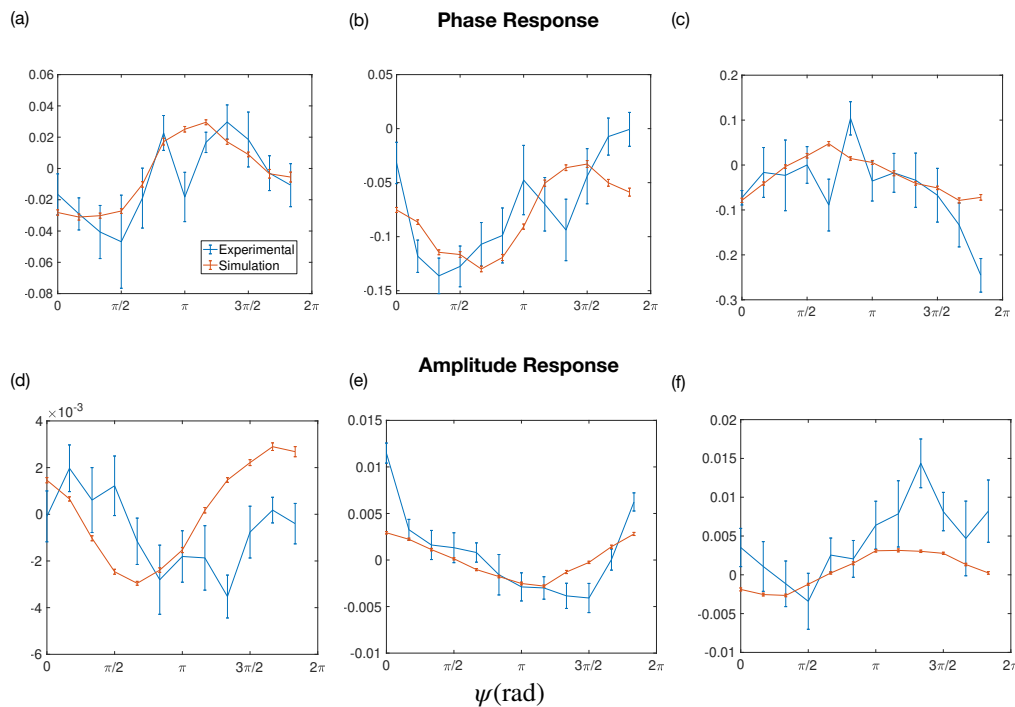 (a)
(b)
Phase Response
(c)
0.06
0.04
0.02
0
-0.02
-0.04
-0.06
-0.08
0
π/2
π
3π/2
2π
Experimental
Simulation
0.05
0
-0.05
-0.1
-0.15
0
π/2
π
3π/2
2π
0.2
0.1
0
-0.1
-0.2
-0.3
0
π/2
π
3π/2
2π
Amplitude Response
(d)
(e)
(f)
×10⁻³
4
2
0
-2
-4
-6
0
π/2
π
3π/2
2π
0.015
0.01
0.005
0
-0.005
-0.01
0
π/2
π
3π/2
2π
0.02
0.015
0.01
0.005
0
-0.005
-0.01
0
π/2
π
3π/2
2π
ψ(rad)